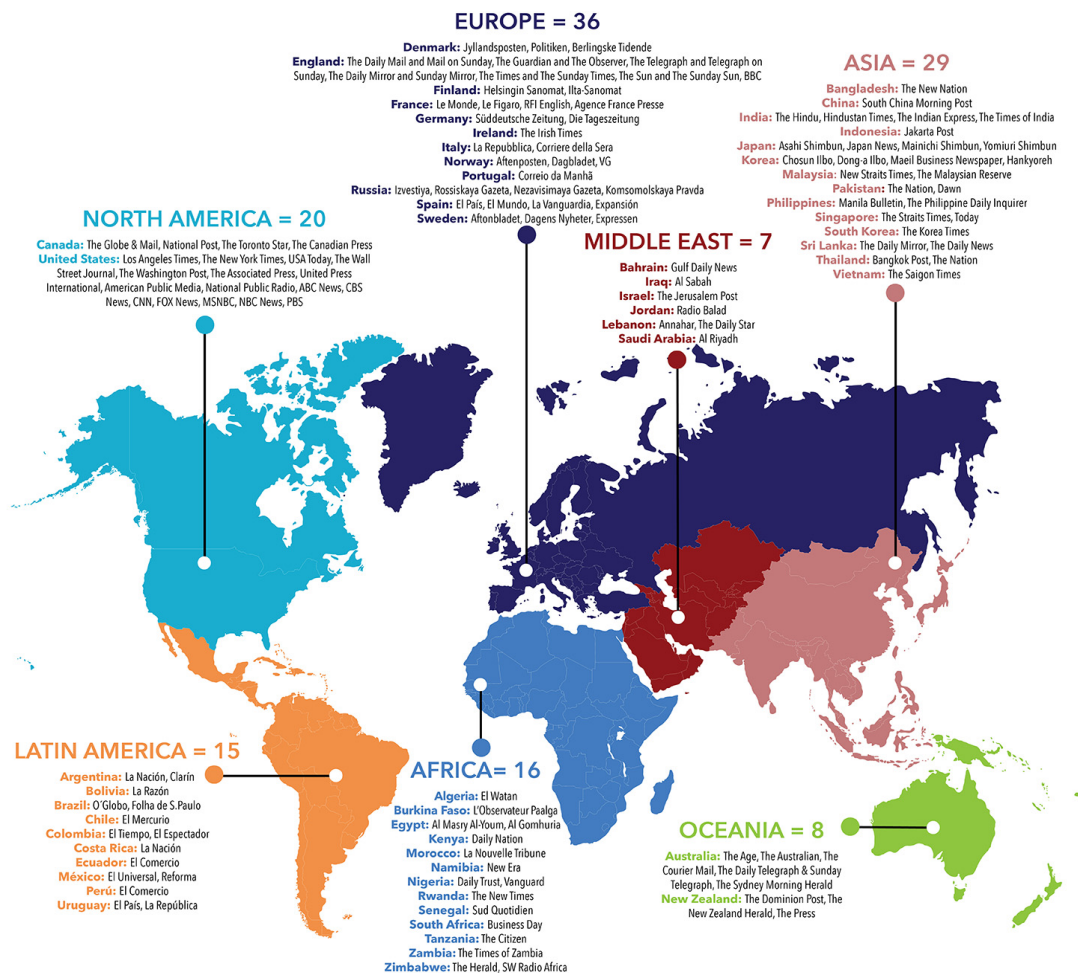 EUROPE = 36
Denmark: Jyllandsposten, Politiken, Berlingske Tidende
England: The Daily Mail and Mail on Sunday, The Guardian and The Observer, The Telegraph and Telegraph on
Sunday, The Daily Mirror and Sunday Mirror, The Times and The Sunday Times, The Sun and The Sunday Sun, BBC
Finland: Helsingin Sanomat, Ilta-Sanomat
France: Le Monde, Le Figaro, RFI English, Agence France Presse
Germany: Süddeutsche Zeitung, Die Tageszeitung
Ireland: The Irish Times
Italy: La Repubblica, Corriere della Sera
Norway: Aftenposten, Dagbladet, VG
Portugal: Correio da Manhã
Russia: Izvestiya, Rossiskaya Gazeta, Nezavisimaya Gazeta, Komsomolskaya Pravda
Spain: El País, El Mundo, La Vanguardia, Expansión
Sweden: Aftonbladet, Dagens Nyheter, Expressen
ASIA = 29
Bangladesh: The New Nation
China: South China Morning Post
India: The Hindu, Hindustan Times, The Indian Express, The Times of India
Indonesia: Jakarta Post
Japan: Asahi Shimbun, Japan News, Mainichi Shimbun, Yomiuri Shimbun
Korea: Chosun Ilbo, Dong-a Ilbo, Maeil Business Newspaper, Hankyoreh
Malaysia: New Straits Times, The Malaysian Reserve
Pakistan: The Nation, Dawn
Philippines: Manila Bulletin, The Philippine Daily Inquirer
Singapore: The Straits Times, Today
South Korea: The Korea Times
Sri Lanka: The Daily Mirror, The Daily News
Thailand: Bangkok Post, The Nation
Vietnam: The Saigon Times
NORTH AMERICA = 20
Canada: The Globe & Mail, National Post, The Toronto Star, The Canadian Press
United States: Los Angeles Times, The New York Times, USA Today, The Wall
Street Journal, The Washington Post, The Associated Press, United Press
International, American Public Media, National Public Radio, ABC News, CBS
News, CNN, FOX News, MSNBC, NBC News, PBS
MIDDLE EAST = 7
Bahrain: Gulf Daily News
Iraq: Al Sabah
Israel: The Jerusalem Post
Jordan: Radio Balad
Lebanon: Annahar, The Daily Star
Saudi Arabia: Al Riyadh
LATIN AMERICA = 15
Argentina: La Nación, Clarín
Bolivia: La Razón
Brazil: O'Globo, Folha de S.Paulo
Chile: El Mercurio
Colombia: El Tiempo, El Espectador
Costa Rica: La Nación
Ecuador: El Comercio
México: El Universal, Reforma
Perú: El Comercio
Uruguay: El País, La República
AFRICA= 16
Algeria: El Watan
Burkina Faso: L'Observateur Paalga
Egypt: Al Masry Al-Youm, Al Gomhuria
Kenya: Daily Nation
Morocco: La Nouvelle Tribune
Namibia: New Era
Nigeria: Daily Trust, Vanguard
Rwanda: The New Times
Senegal: Sud Quotidien
South Africa: Business Day
Tanzania: The Citizen
Zambia: The Times of Zambia
Zimbabwe: The Herald, SW Radio Africa
OCEANIA = 8
Australia: The Age, The Australian, The
Courier Mail, The Daily Telegraph & Sunday
Telegraph, The Sydney Morning Herald
New Zealand: The Dominion Post, The
New Zealand Herald, The Press